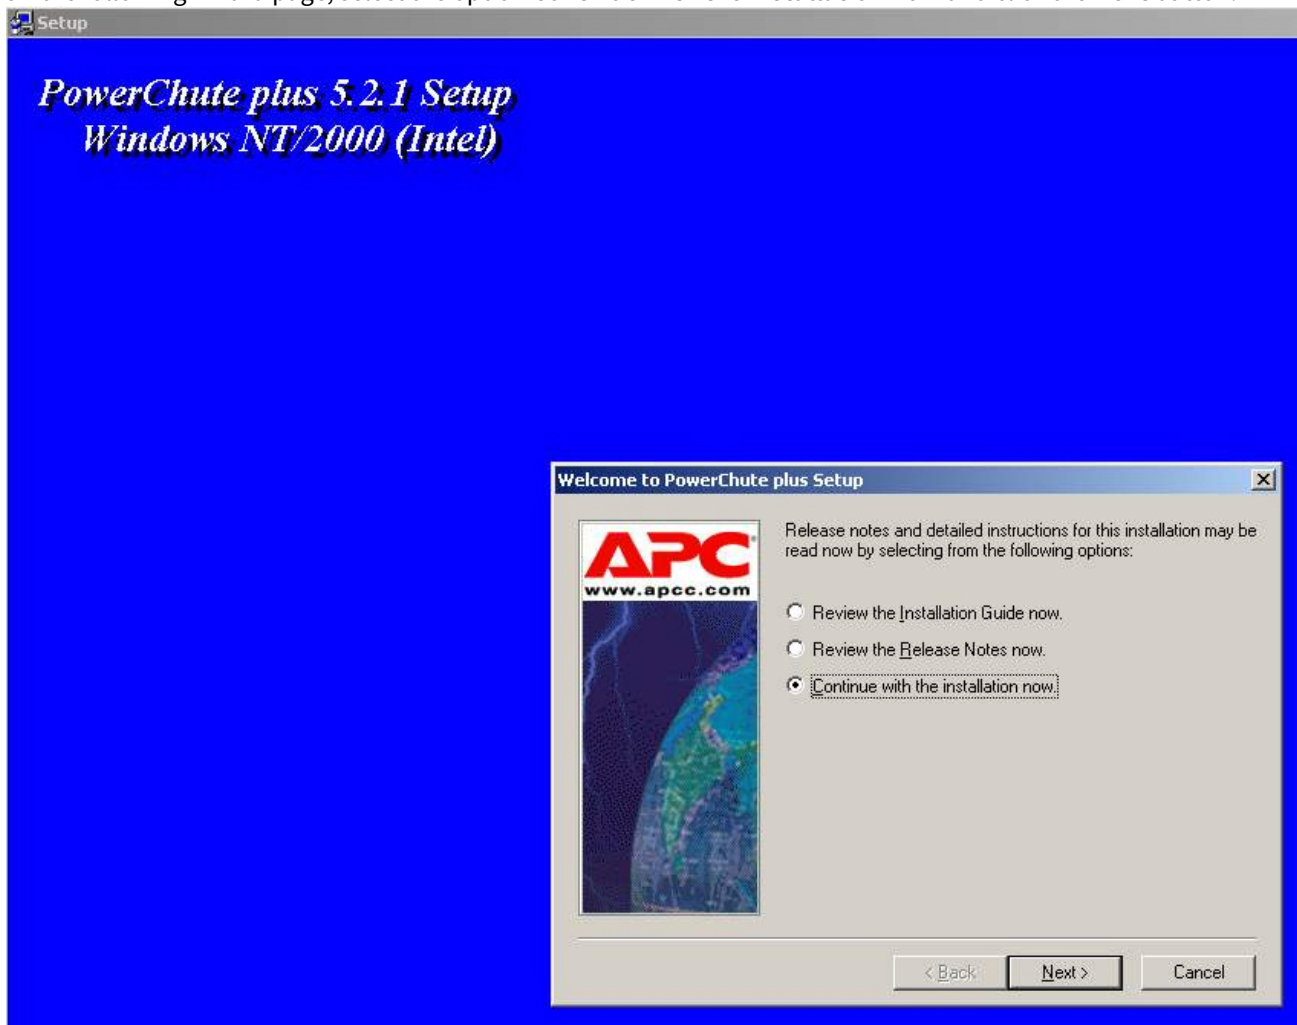 Setup
PowerChute plus 5.2.1 Setup
Windows NT/2000 (Intel)
Welcome to PowerChute plus Setup
APC
www.apcc.com
Release notes and detailed instructions for this installation may be
read now by selecting from the following options:
Review the Installation Guide now.
Review the Release Notes now.
Continue with the installation now.
< Back
Next >
Cancel